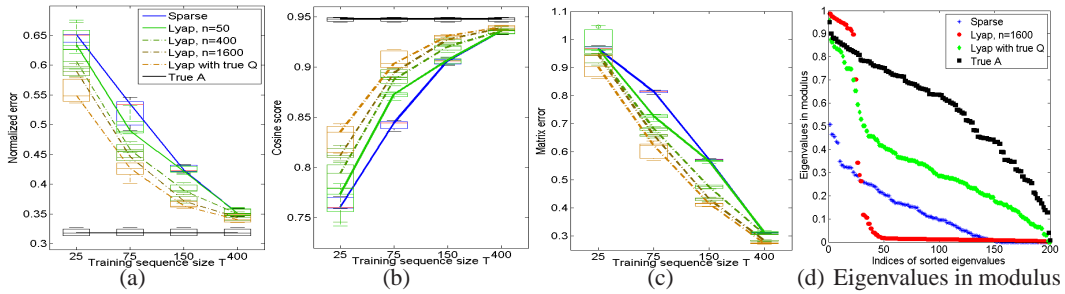 Normalized error
0.65
0.6
0.55
0.5
0.45
0.4
0.35
0.3
Sparse
Lyap, n=50
Lyap, n=400
Lyap, n=1600
Lyap with true Q
True A
25 75 150 400
Training sequence size T
(a)
Cosine score
0.95
0.9
0.85
0.8
0.75
25 75 150 400
Training sequence size T
(b)
Matrix error
1.1
1
0.9
0.8
0.7
0.6
0.5
0.4
0.3
25 75 150 400
Training sequence size T
(c)
Eigenvalues in modulus
1
0.9
0.8
0.7
0.6
0.5
0.4
0.3
0.2
0.1
0
Sparse
Lyap, n=1600
Lyap with true Q
True A
50 100 150 200
Indices of sorted eigenvalues
(d) Eigenvalues in modulus